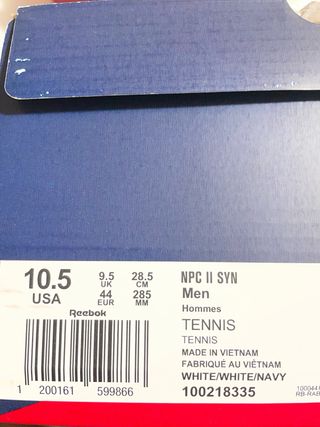 10.5
USA
9.5
UK
28.5
CM
44
EUR
285
MM
Reebok
1 200161 599866
NPC II SYN
Men
Hommes
TENNIS
TENNIS
MADE IN VIETNAM
FABRIQUÉ AU VIÊTNAM
WHITE/WHITE/NAVY
100218335